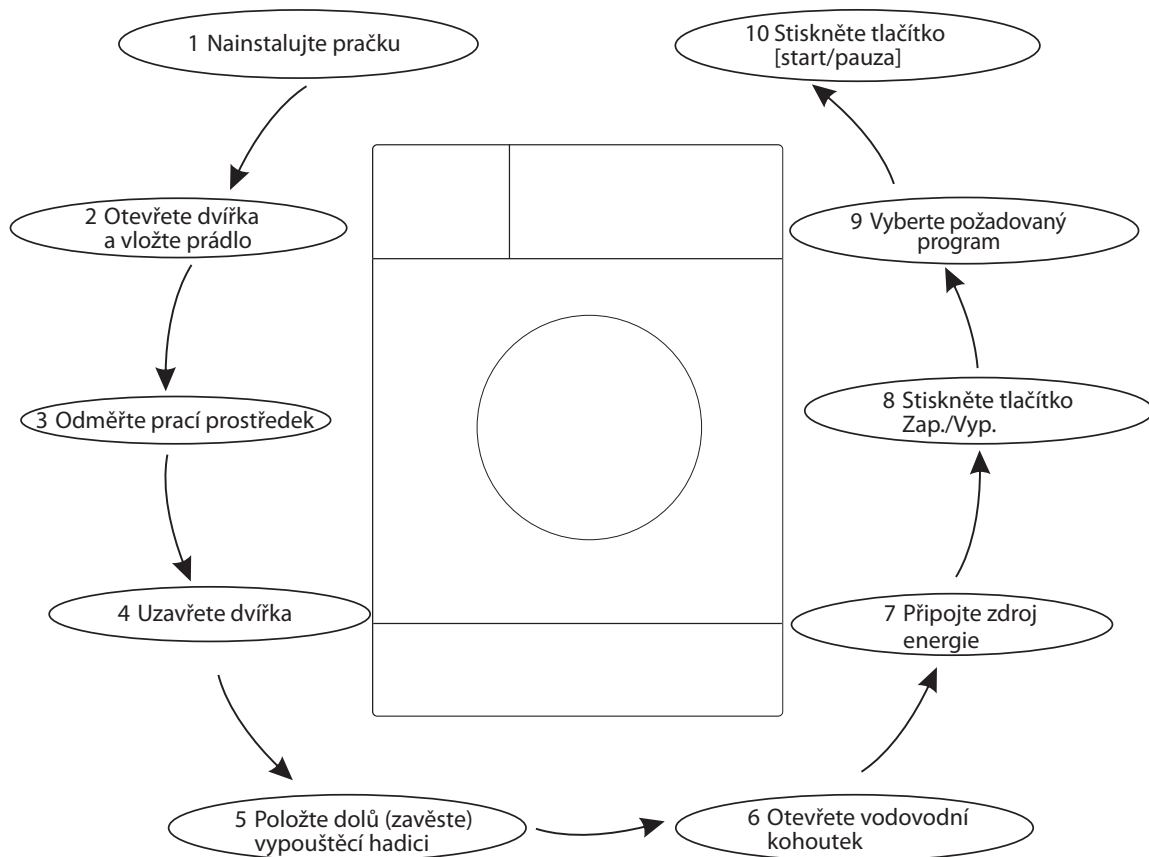 1 Nainstalujte pračku
2 Otevřete dvířka
a vložte prádlo
3 Odměřte prací prostředek
4 Uzavřete dvířka
5 Položte dolů (zavěste)
vypouštěcí hadici
6 Otevřete vodovodní
kohoutek
7 Připojte zdroj
energie
8 Stiskněte tlačítko
Zap./Vyp.
9 Vyberte požadovaný
program
10 Stiskněte tlačítko
[start/pauza]